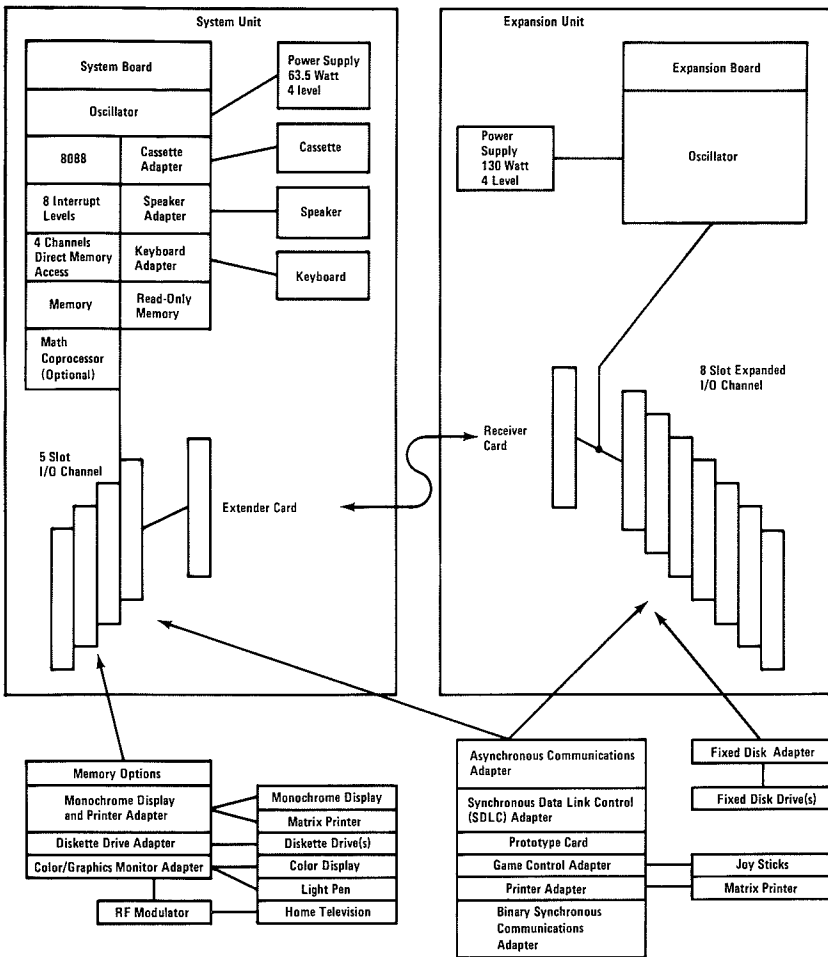 System Unit
System Board
Oscillator
8088
Cassette
Adapter
8 Interrupt
Levels
Speaker
Adapter
4 Channels
Direct Memory
Access
Keyboard
Adapter
Memory
Read-Only
Memory
Math
Coprocessor
(Optional)
Power Supply
63.5 Watt
4 level
Cassette
Speaker
Keyboard
5 Slot
I/O Channel
Extender Card
Expansion Unit
Expansion Board
Oscillator
Power
Supply
130 Watt
4 Level
8 Slot Expanded
I/O Channel
Receiver
Card
Memory Options
Monochrome Display
and Printer Adapter
Diskette Drive Adapter
Color/Graphics Monitor Adapter
RF Modulator
Monochrome Display
Matrix Printer
Diskette Drive(s)
Color Display
Light Pen
Home Television
Asynchronous Communications
Adapter
Synchronous Data Link Control
(SDLC) Adapter
Prototype Card
Game Control Adapter
Printer Adapter
Binary Synchronous
Communications
Adapter
Fixed Disk Adapter
Fixed Disk Drive(s)
Joy Sticks
Matrix Printer